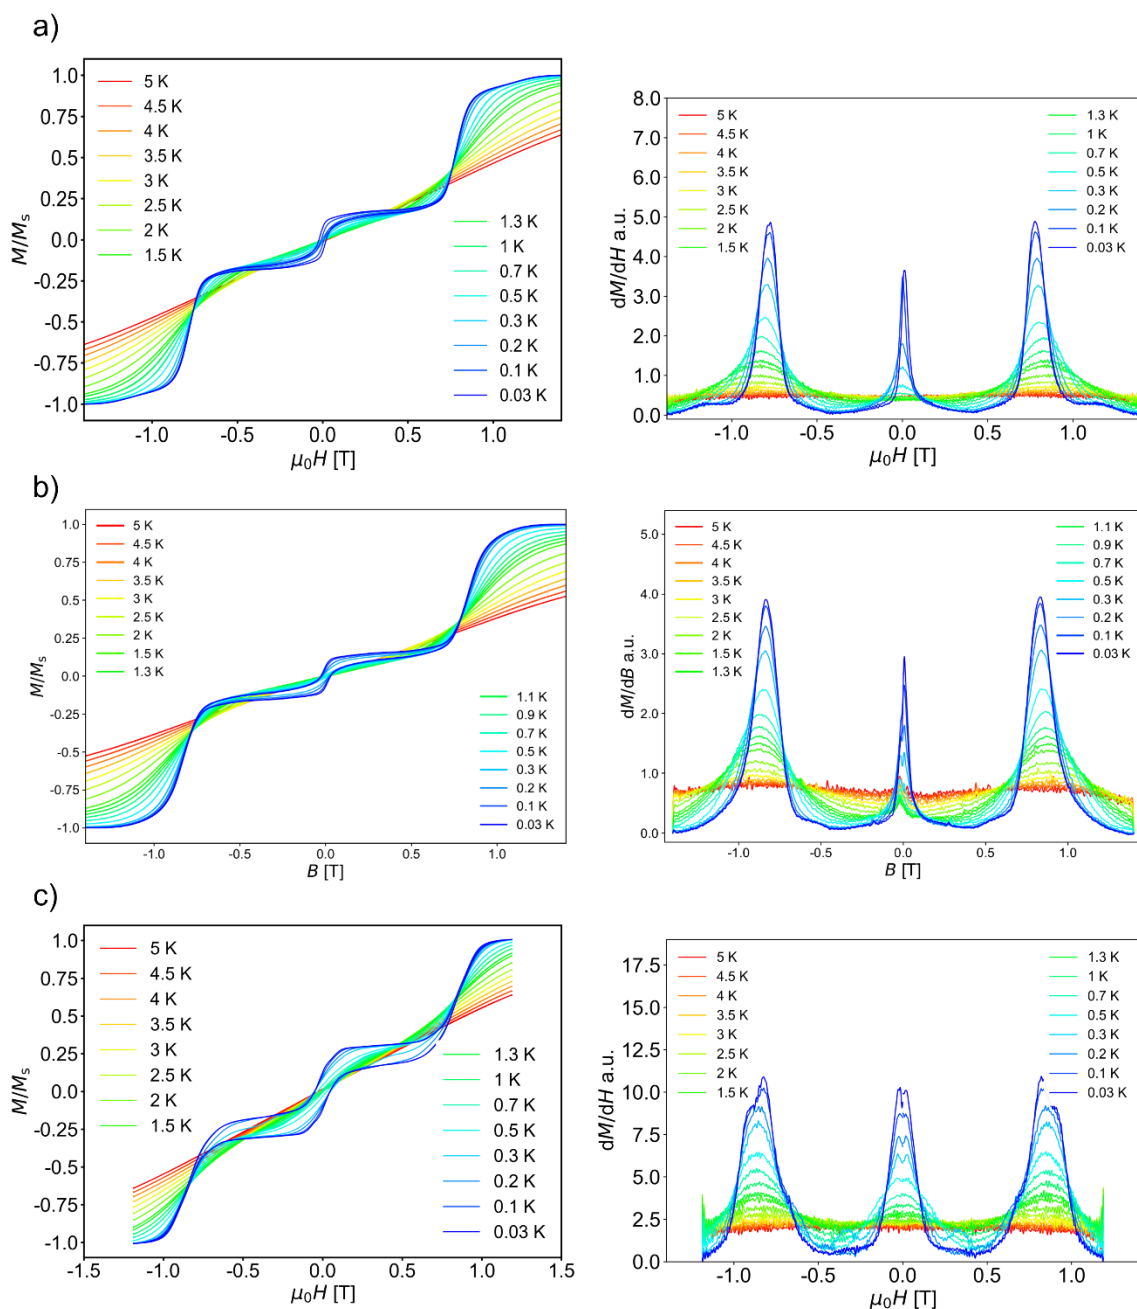 a)
5 K
4.5 K
4 K
3.5 K
3 K
2.5 K
2 K
1.5 K
1.3 K
1 K
0.7 K
0.5 K
0.3 K
0.2 K
0.1 K
0.03 K
1.0
0.75
0.5
0.25
0.0
-0.25
-0.5
-0.75
-1.0
M/Ms
-1.0
-0.5
0.0
0.5
1.0
μ0H [T]
5 K
4.5 K
4 K
3.5 K
3 K
2.5 K
2 K
1.5 K
1.3 K
1 K
0.7 K
0.5 K
0.3 K
0.2 K
0.1 K
0.03 K
8.0
7.0
6.0
5.0
4.0
3.0
2.0
1.0
0.0
dM/dH a.u.
-1.0
-0.5
0.0
0.5
1.0
μ0H [T]
b)
5 K
4.5 K
4 K
3.5 K
3 K
2.5 K
2 K
1.5 K
1.3 K
1.1 K
0.9 K
0.7 K
0.5 K
0.3 K
0.2 K
0.1 K
0.03 K
1.0
0.75
0.5
0.25
0.0
-0.25
-0.5
-0.75
-1.0
M/Ms
-1.0
-0.5
0.0
0.5
1.0
B [T]
5 K
4.5 K
4 K
3.5 K
3 K
2.5 K
2 K
1.5 K
1.3 K
1.1 K
0.9 K
0.7 K
0.5 K
0.3 K
0.2 K
0.1 K
0.03 K
5.0
4.0
3.0
2.0
1.0
0.0
dM/dB a.u.
-1.0
-0.5
0.0
0.5
1.0
B [T]
c)
5 K
4.5 K
4 K
3.5 K
3 K
2.5 K
2 K
1.5 K
1.3 K
1 K
0.7 K
0.5 K
0.3 K
0.2 K
0.1 K
0.03 K
1.0
0.75
0.5
0.25
0.0
-0.25
-0.5
-0.75
-1.0
M/Ms
-1.5
-1.0
-0.5
0.0
0.5
1.0
1.5
μ0H [T]
5 K
4.5 K
4 K
3.5 K
3 K
2.5 K
2 K
1.5 K
1.3 K
1 K
0.7 K
0.5 K
0.3 K
0.2 K
0.1 K
0.03 K
17.5
15.0
12.5
10.0
7.5
5.0
2.5
0.0
dM/dH a.u.
-1.0
-0.5
0.0
0.5
1.0
μ0H [T]